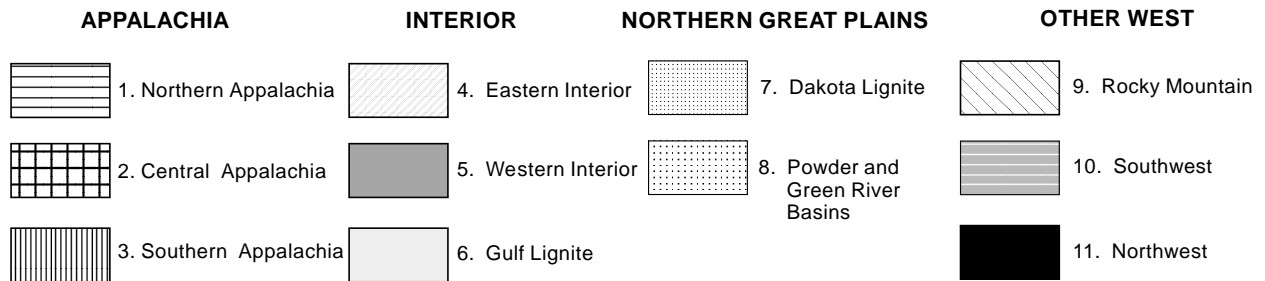 APPALACHIA
1. Northern Appalachia
2. Central Appalachia
3. Southern Appalachia
INTERIOR
4. Eastern Interior
5. Western Interior
6. Gulf Lignite
NORTHERN GREAT PLAINS
7. Dakota Lignite
8. Powder and
Green River
Basins
OTHER WEST
9. Rocky Mountain
10. Southwest
11. Northwest